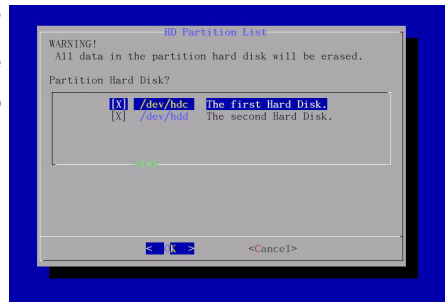 HD Partition List
WARNING!
All data in the partition hard disk will be erased.
Partition Hard Disk?
[X] /dev/hdc The first Hard Disk.
[X] /dev/hdd The second Hard Disk.
< OK > <Cancel>